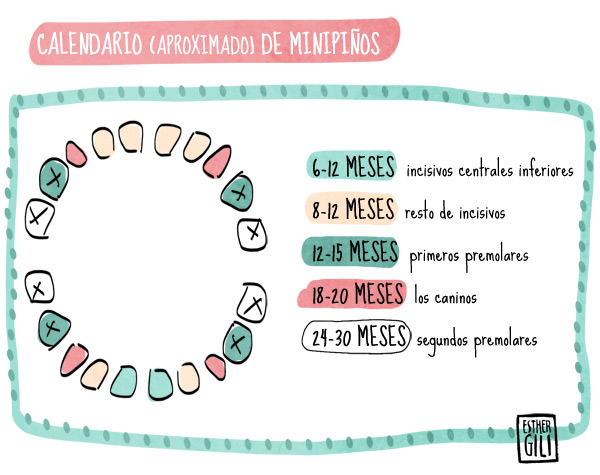 CALENDARIO (APROXIMADO) DE MINIPIÑOS
6-12 MESES incisivos centrales inferiores
8-12 MESES resto de incisivos
12-15 MESES primeros premolares
18-20 MESES los caninos
24-30 MESES segundos premolares
ESTHER
GILI